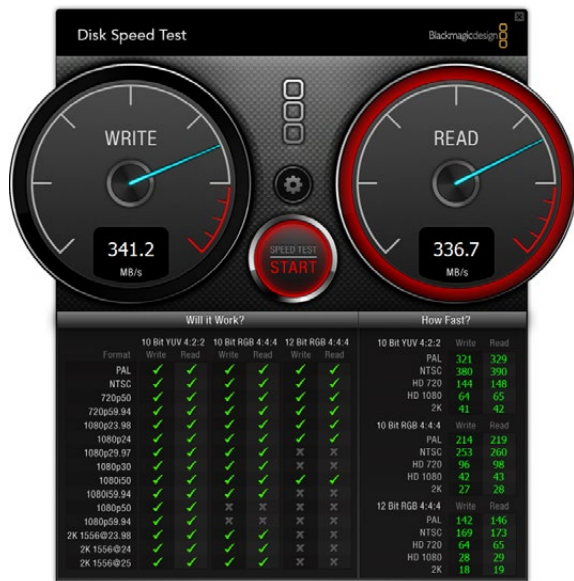 Disk Speed Test
Blackmagicdesign
WRITE
READ
341.2
MB/s
SPEED TEST
START
336.7
MB/s
Will it Work?
10 Bit YUV 4:2:2 10 Bit RGB 4:4:4 12 Bit RGB 4:4:4
Format Write Read Write Read Write Read
PAL ✓ ✓ ✓ ✓ ✓ ✓
NTSC ✓ ✓ ✓ ✓ ✓ ✓
720p50 ✓ ✓ ✓ ✓ ✓ ✓
720p59.94 ✓ ✓ ✓ ✓ ✓ ✓
1080p23.98 ✓ ✓ ✓ ✓ ✓ ✓
1080p24 ✓ ✓ ✓ ✓ ✓ ✓
1080p29.97 ✓ ✓ ✓ ✓ x x
1080p30 ✓ ✓ ✓ ✓ x x
1080i50 ✓ ✓ ✓ ✓ ✓ ✓
1080i59.94 ✓ ✓ ✓ ✓ x x
1080p50 ✓ ✓ x x x x
1080p59.94 ✓ ✓ x x x x
2K 1556@23.98 ✓ ✓ ✓ ✓ x x
2K 1556@24 ✓ ✓ ✓ ✓ x x
2K 1556@25 ✓ ✓ ✓ ✓ x x
How Fast?
10 Bit YUV 4:2:2 Write Read
PAL 321 329
NTSC 380 390
HD 720 144 148
HD 1080 64 65
2K 41 42
10 Bit RGB 4:4:4 Write Read
PAL 214 219
NTSC 253 260
HD 720 96 98
HD 1080 42 43
2K 27 28
12 Bit RGB 4:4:4 Write Read
PAL 142 146
NTSC 169 173
HD 720 64 65
HD 1080 28 29
2K 18 19